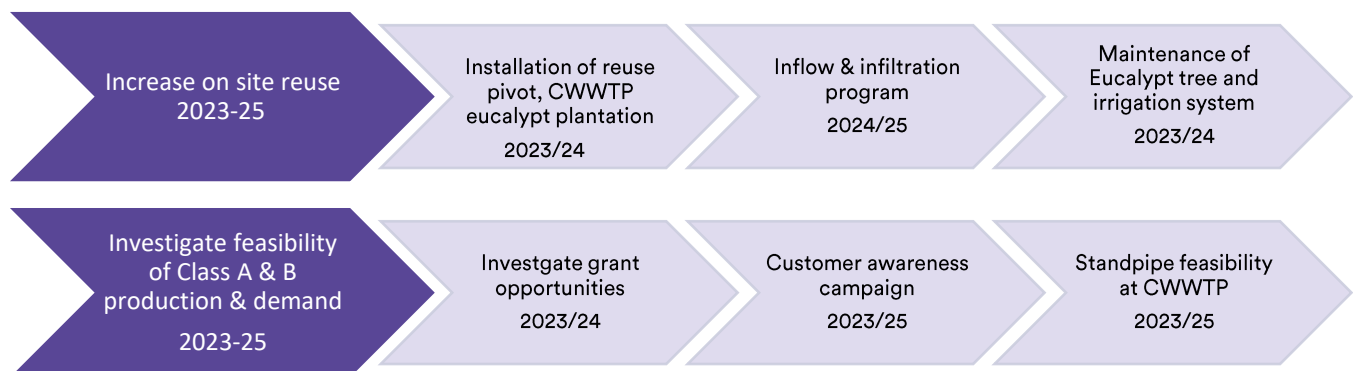 Increase on site reuse
2023-25
Installation of reuse
pivot, CWWTP
eucalypt plantation
2023/24
Inflow & infiltration
program
2024/25
Maintenance of
Eucalypt tree and
irrigation system
2023/24
Investigate feasibility
of Class A & B
production & demand
2023-25
Investgate grant
opportunities
2023/24
Customer awareness
campaign
2023/25
Standpipe feasibility
at CWWTP
2023/25